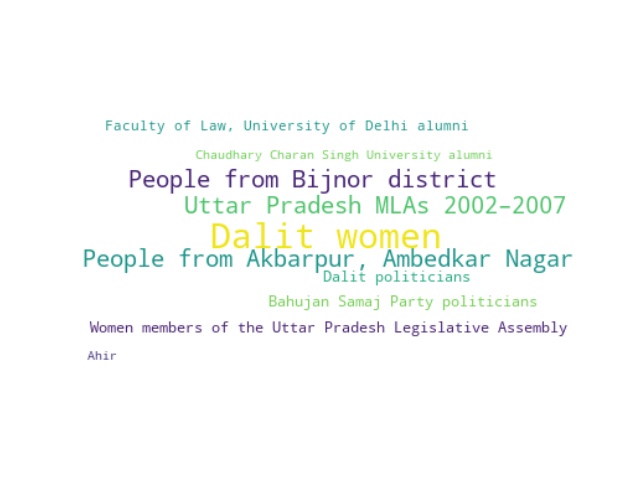 Faculty of Law, University of Delhi alumni
Chaudhary Charan Singh University alumni
People from Bijnor district
Uttar Pradesh MLAs 2002–2007
Dalit women
People from Akbarpur, Ambedkar Nagar
Dalit politicians
Bahujan Samaj Party politicians
Women members of the Uttar Pradesh Legislative Assembly
Ahir